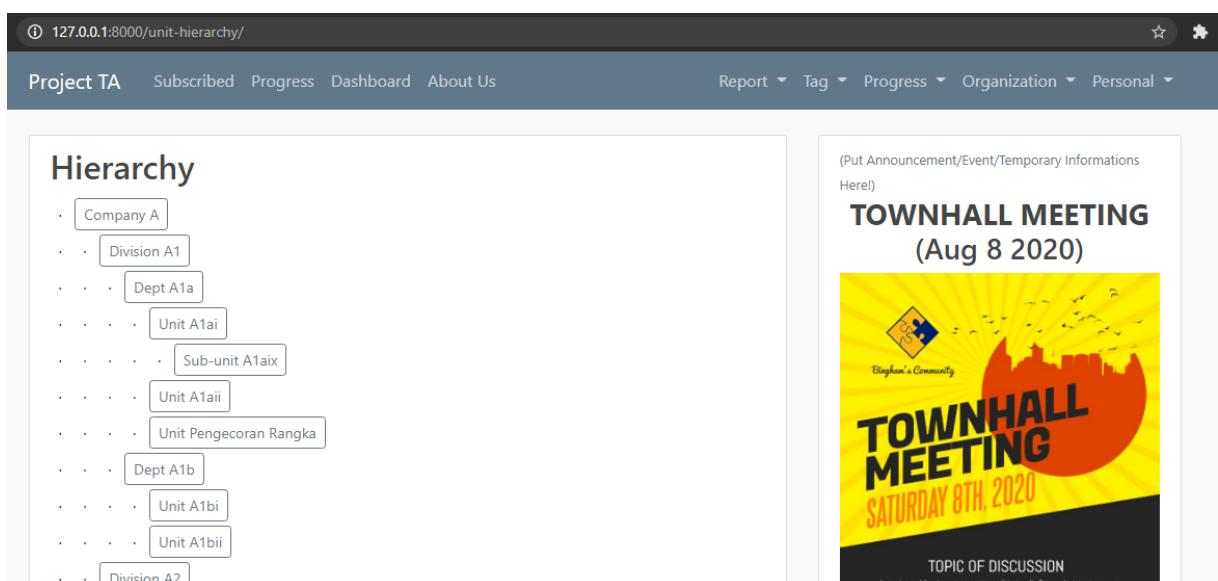 127.0.0.1:8000/unit-hierarchy/
Project TA Subscribed Progress Dashboard About Us Report Tag Progress Organization Personal
Hierarchy
· Company A
· · Division A1
· · · Dept A1a
· · · · Unit A1ai
· · · · · Sub-unit A1aix
· · · · Unit A1aii
· · · · Unit Pengecoran Rangka
· · · Dept A1b
· · · · Unit A1bi
· · · · Unit A1bii
· · Division A2
(Put Announcement/Event/Temporary Informations
Here!)
TOWNHALL MEETING
(Aug 8 2020)
Bingham's Community
TOWNHALL
MEETING
SATURDAY 8TH, 2020
TOPIC OF DISCUSSION